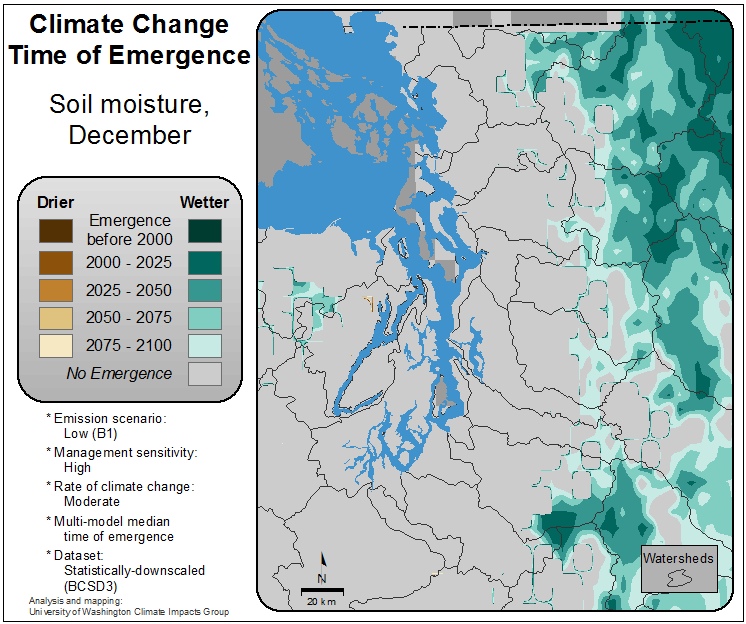 Climate Change
Time of Emergence
Soil moisture,
December
Drier Wetter
Emergence
before 2000
2000 - 2025
2025 - 2050
2050 - 2075
2075 - 2100
No Emergence
* Emission scenario:
Low (B1)
* Management sensitivity:
High
* Rate of climate change:
Moderate
* Multi-model median
time of emergence
* Dataset:
Statistically-downscaled
(BCSD3)
Analysis and mapping:
University of Washington Climate Impacts Group
N
20 km
Watersheds